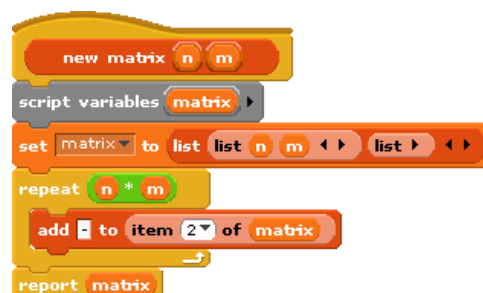 new matrix n m
script variables matrix
set matrix to list list n m list
repeat n * m
add - to item 2 of matrix
report matrix